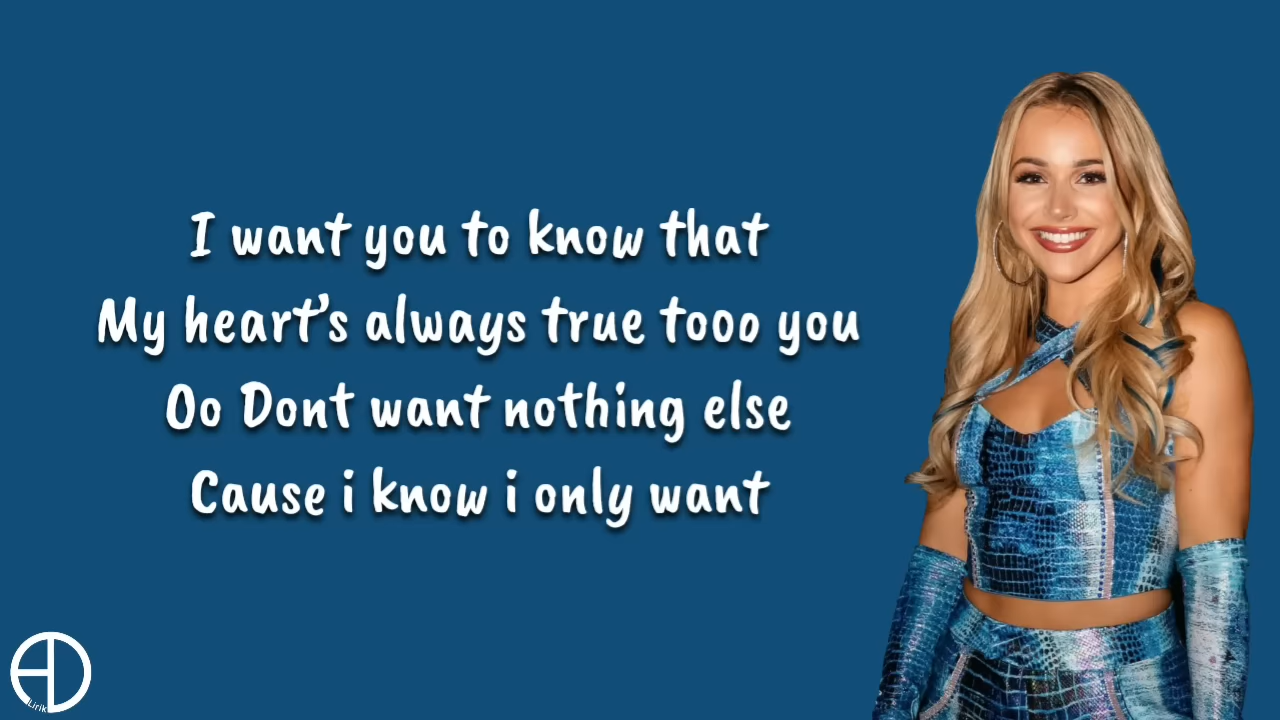 I want you to know that
My heart's always true tooo you
Oo Dont want nothing else
Cause i know i only want
Lirik